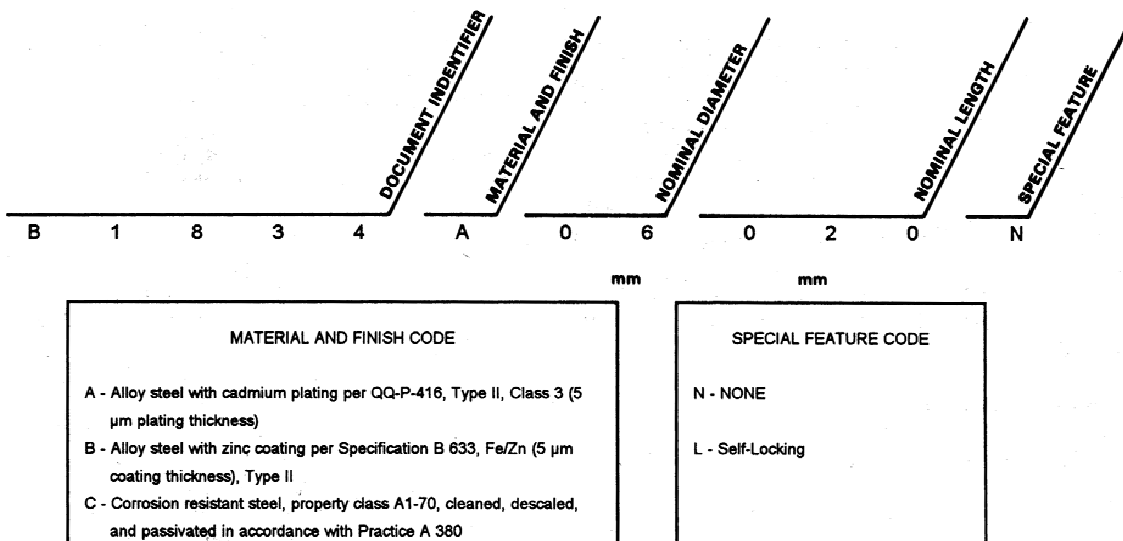 DOCUMENT INDENTIFIER
MATERIAL AND FINISH
NOMINAL DIAMETER
NOMINAL LENGTH
SPECIAL FEATURE
B 1 8 3 4 A 0 6 0 2 0 N
mm mm
MATERIAL AND FINISH CODE
A - Alloy steel with cadmium plating per QQ-P-416, Type II, Class 3 (5
µm plating thickness)
B - Alloy steel with zinc coating per Specification B 633, Fe/Zn (5 µm
coating thickness), Type II
C - Corrosion resistant steel, property class A1-70, cleaned, descaled,
and passivated in accordance with Practice A 380
SPECIAL FEATURE CODE
N - NONE
L - Self-Locking